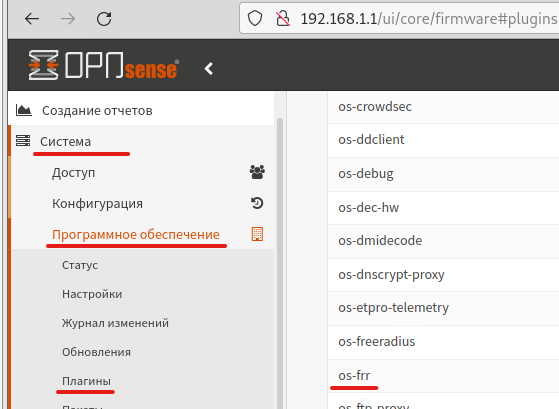 192.168.1.1/ui/core/firmware#plugins
OPNsense
Создание отчетов
Система
Доступ
Конфигурация
Программное обеспечение
Статус
Настройки
Журнал изменений
Обновления
Плагины
Пакеты
os-crowdsec
os-ddclient
os-debug
os-dec-hw
os-dmidecode
os-dnscrypt-proxy
os-etpro-telemetry
os-freeradius
os-frr
os-ftp-proxy